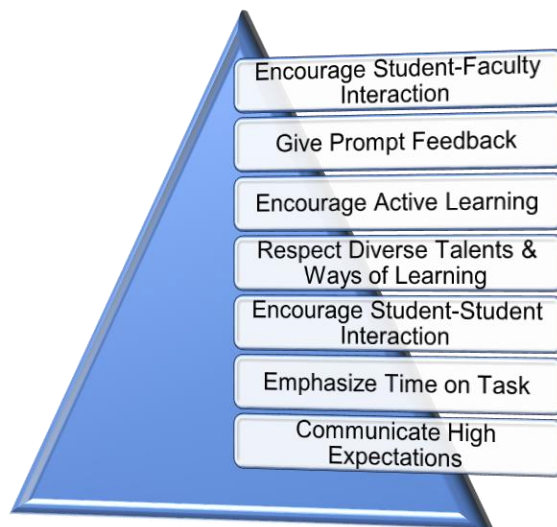 Encourage Student-Faculty
Interaction
Give Prompt Feedback
Encourage Active Learning
Respect Diverse Talents &
Ways of Learning
Encourage Student-Student
Interaction
Emphasize Time on Task
Communicate High
Expectations